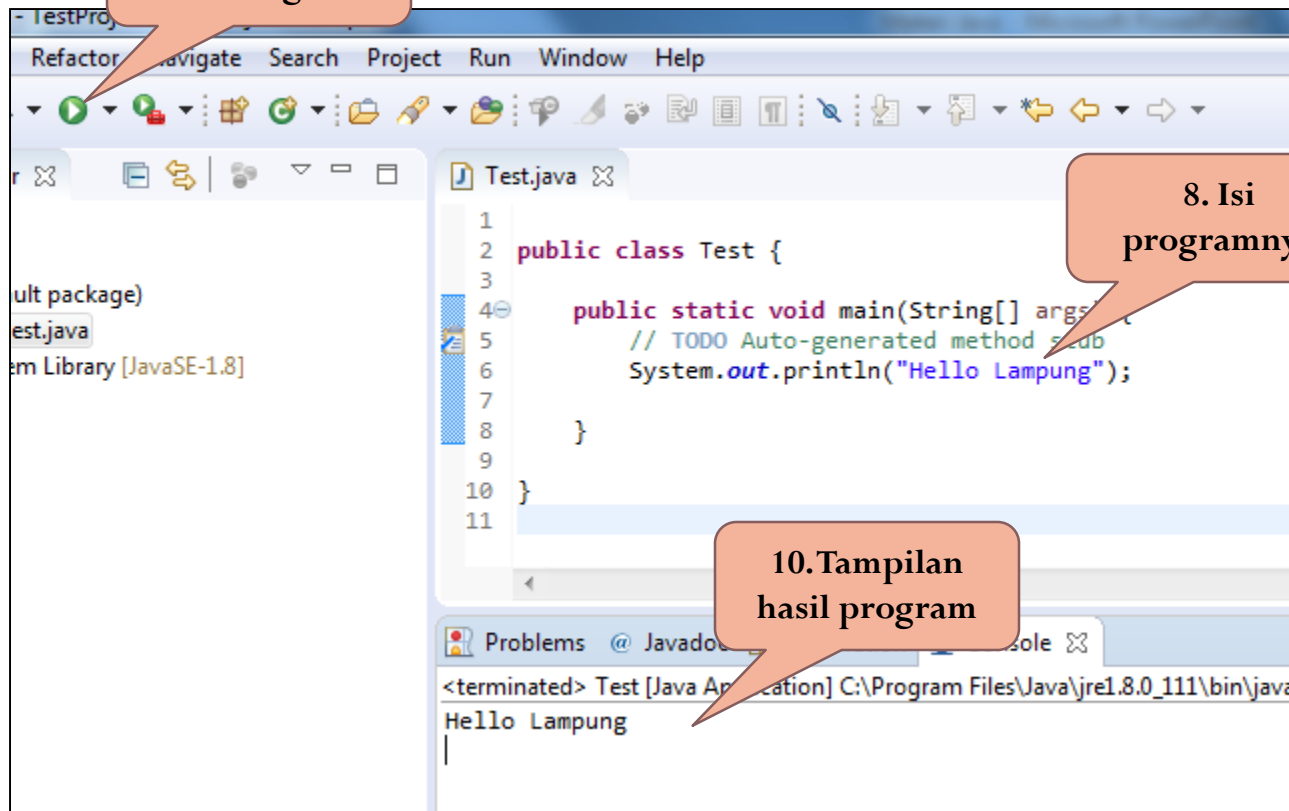 - TestProj
Refactor Navigate Search Project Run Window Help
Test.java
8. Isi
programny
1
2 public class Test {
3
4 public static void main(String[] args) {
5 // TODO Auto-generated method stub
6 System.out.println("Hello Lampung");
7
8 }
9
10 }
11
ult package)
est.java
em Library [JavaSE-1.8]
10. Tampilan
hasil program
Problems @ Javadoc Console
<terminated> Test [Java Application] C:\Program Files\Java\jre1.8.0_111\bin\java
Hello Lampung